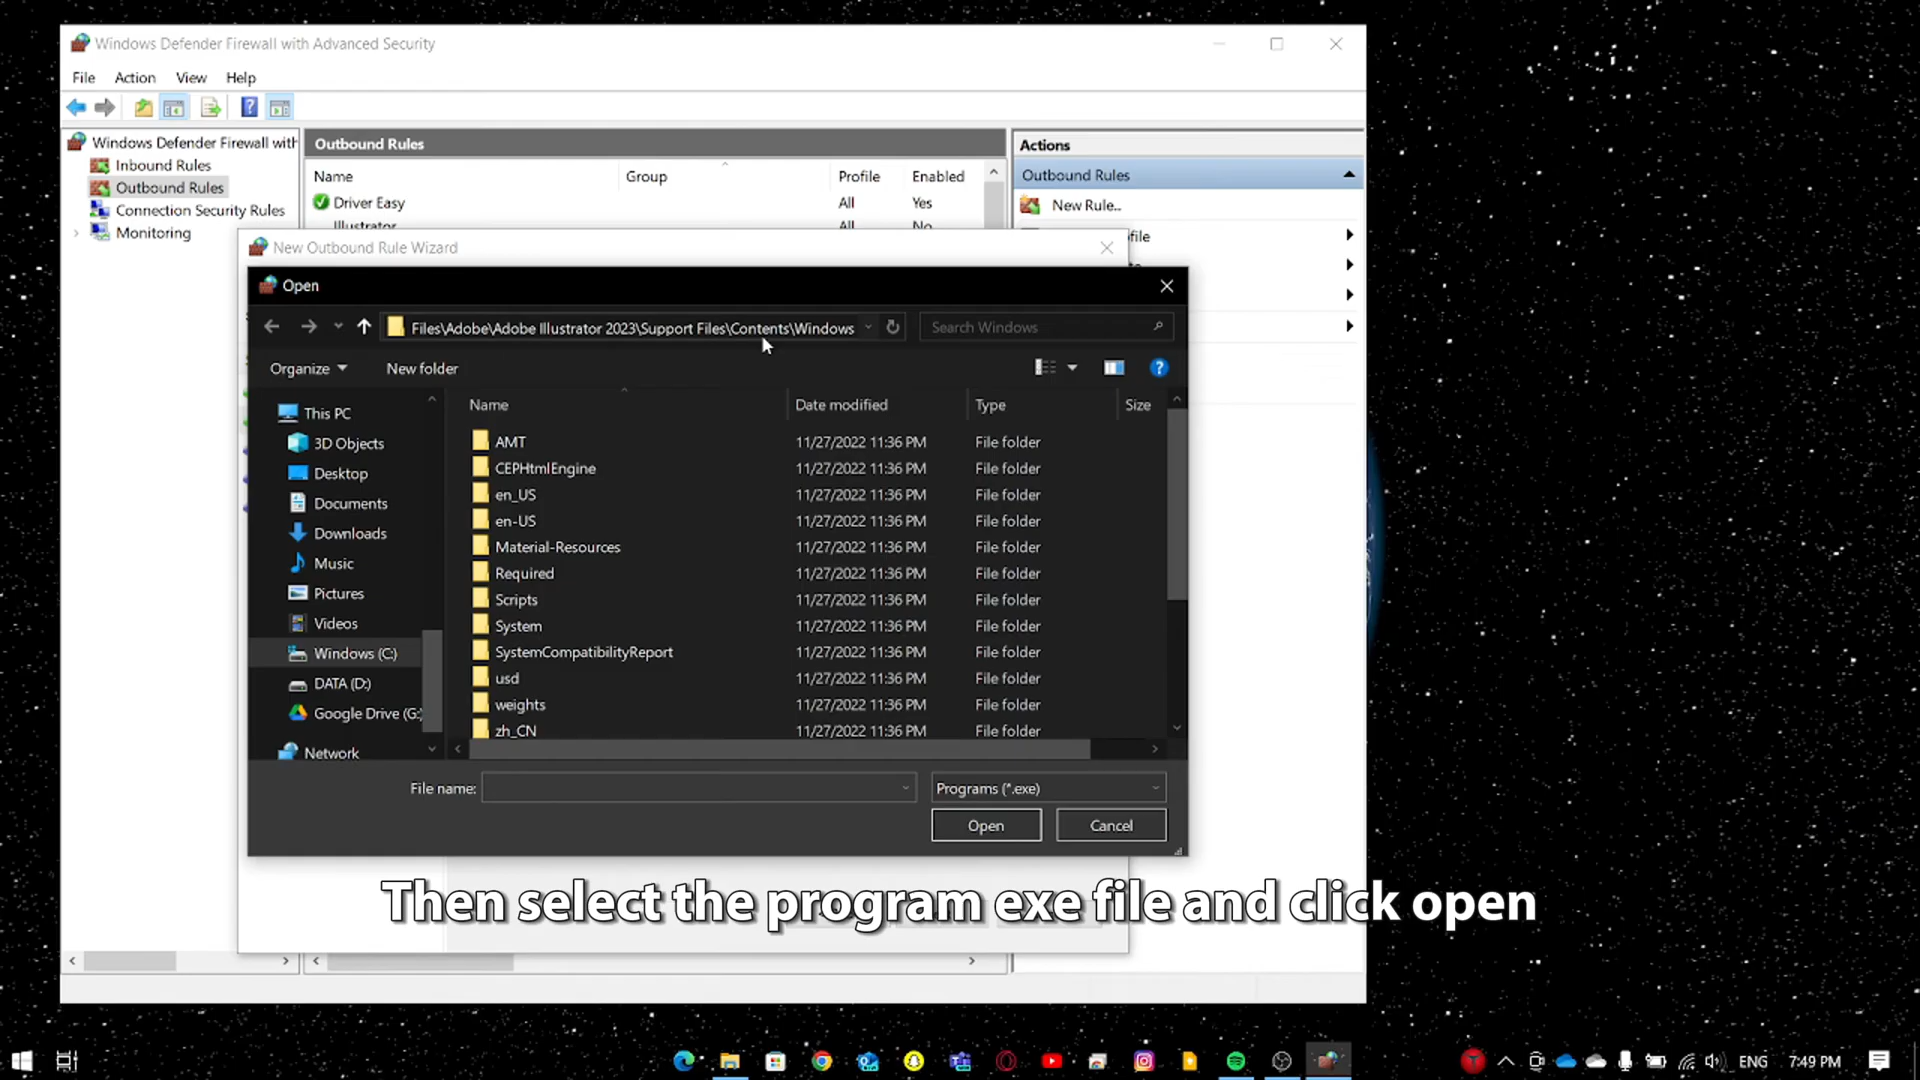 Windows Defender Firewall with Advanced Security
File Action View Help
Windows Defender Firewall with
Inbound Rules
Outbound Rules
Connection Security Rules
Monitoring
Outbound Rules
Name Group Profile Enabled
Driver Easy All Yes
Illustrator All No
Actions
Outbound Rules
New Rule...
New Outbound Rule Wizard
Open
Files\Adobe\Adobe Illustrator 2023\Support Files\Contents\Windows
Search Windows
Organize New folder
This PC
3D Objects
Desktop
Documents
Downloads
Music
Pictures
Videos
Windows (C:)
DATA (D:)
Google Drive (G:
Network
Name Date modified Type Size
AMT 11/27/2022 11:36 PM File folder
CEPHtmlEngine 11/27/2022 11:36 PM File folder
en_US 11/27/2022 11:36 PM File folder
en-US 11/27/2022 11:36 PM File folder
Material-Resources 11/27/2022 11:36 PM File folder
Required 11/27/2022 11:36 PM File folder
Scripts 11/27/2022 11:36 PM File folder
System 11/27/2022 11:36 PM File folder
SystemCompatibilityReport 11/27/2022 11:36 PM File folder
usd 11/27/2022 11:36 PM File folder
weights 11/27/2022 11:36 PM File folder
zh_CN 11/27/2022 11:36 PM File folder
File name: Programs (*.exe)
Open Cancel
Then select the program exe file and click open
ENG 7:49 PM